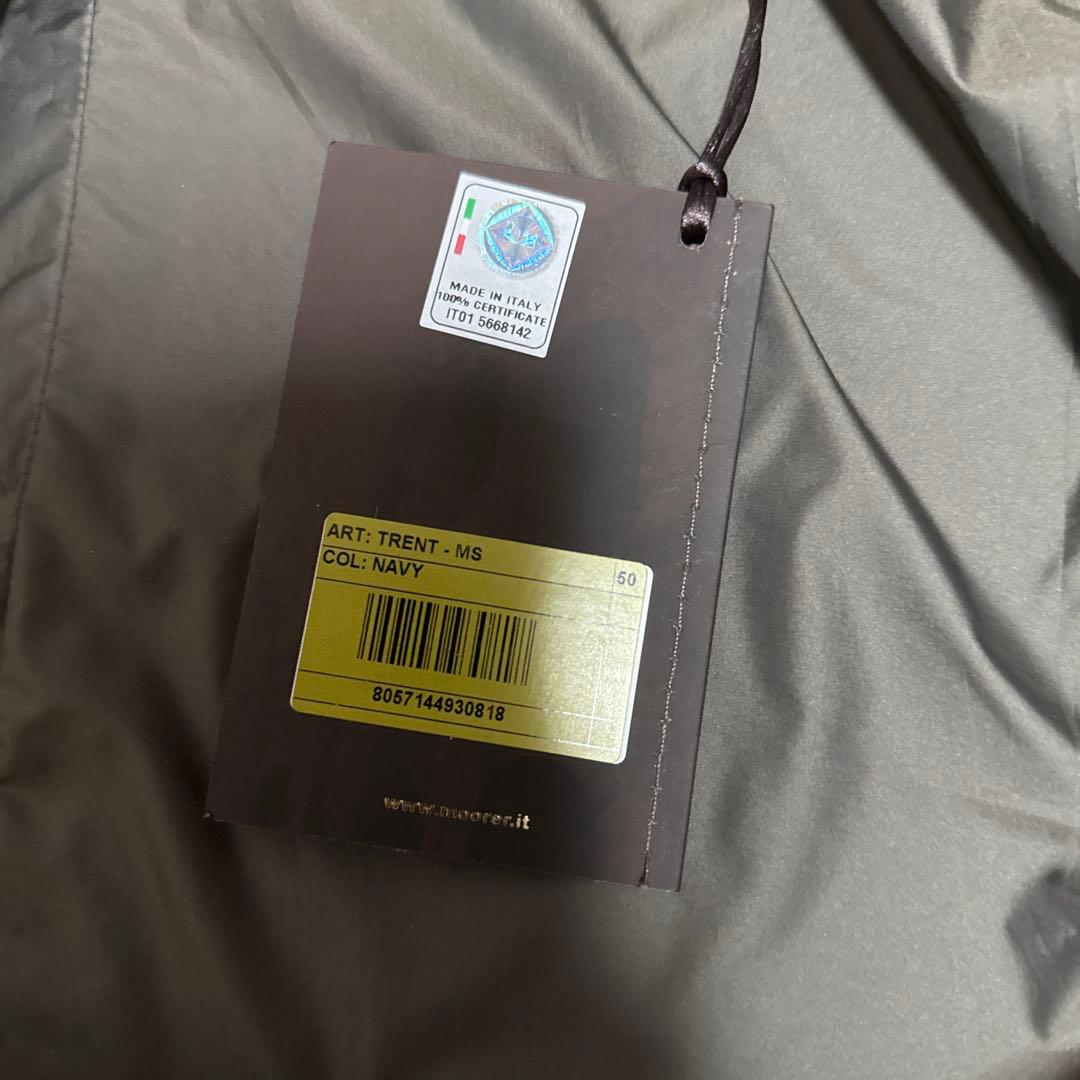 MADE IN ITALY
100% CERTIFICATE
IT01 5668142
ART: TRENT - MS
COL: NAVY
50
8057144930818
www.moorer.it